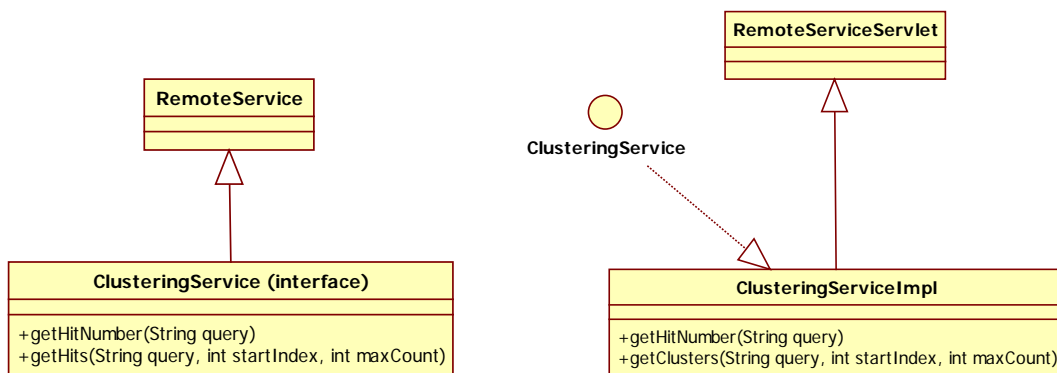 RemoteService
ClusteringService (interface)
+getHitNumber(String query)
+getHits(String query, int startIndex, int maxCount)
RemoteServiceServlet
ClusteringService
ClusteringServiceImpl
+getHitNumber(String query)
+getClusters(String query, int startIndex, int maxCount)